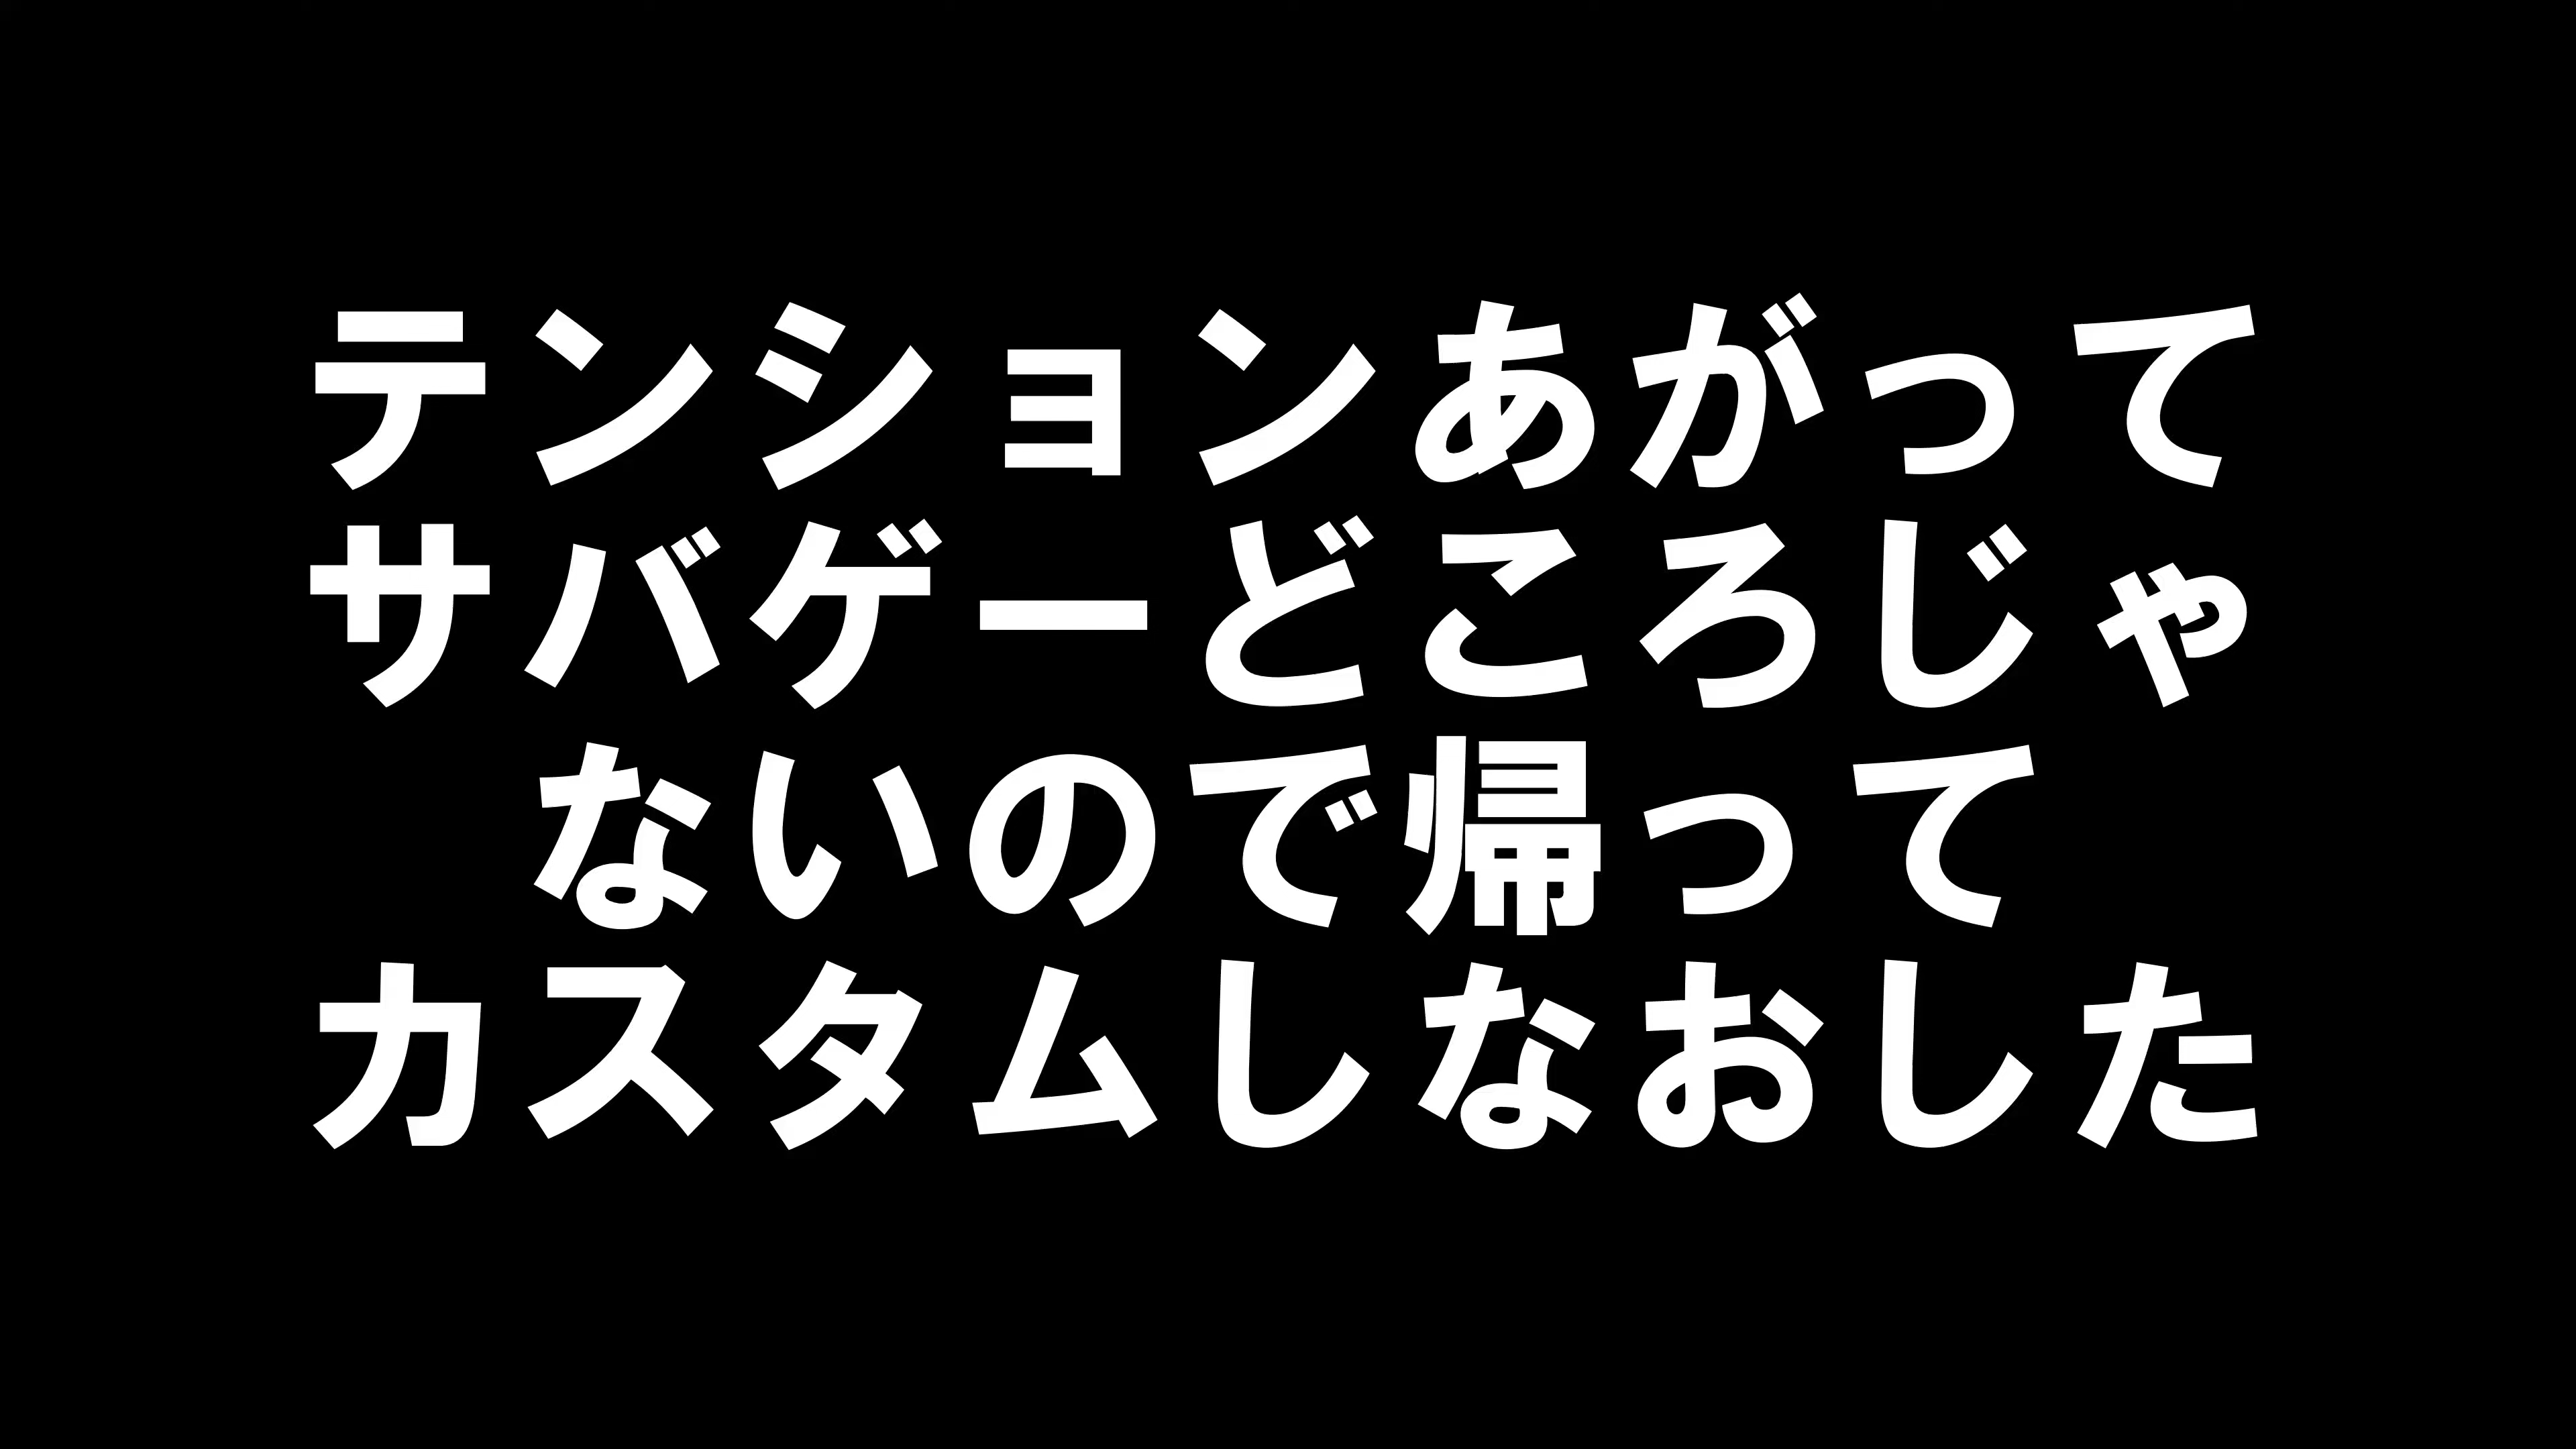 テンションあがって
サバゲーどころじゃ
ないので帰って
カスタムしなおした